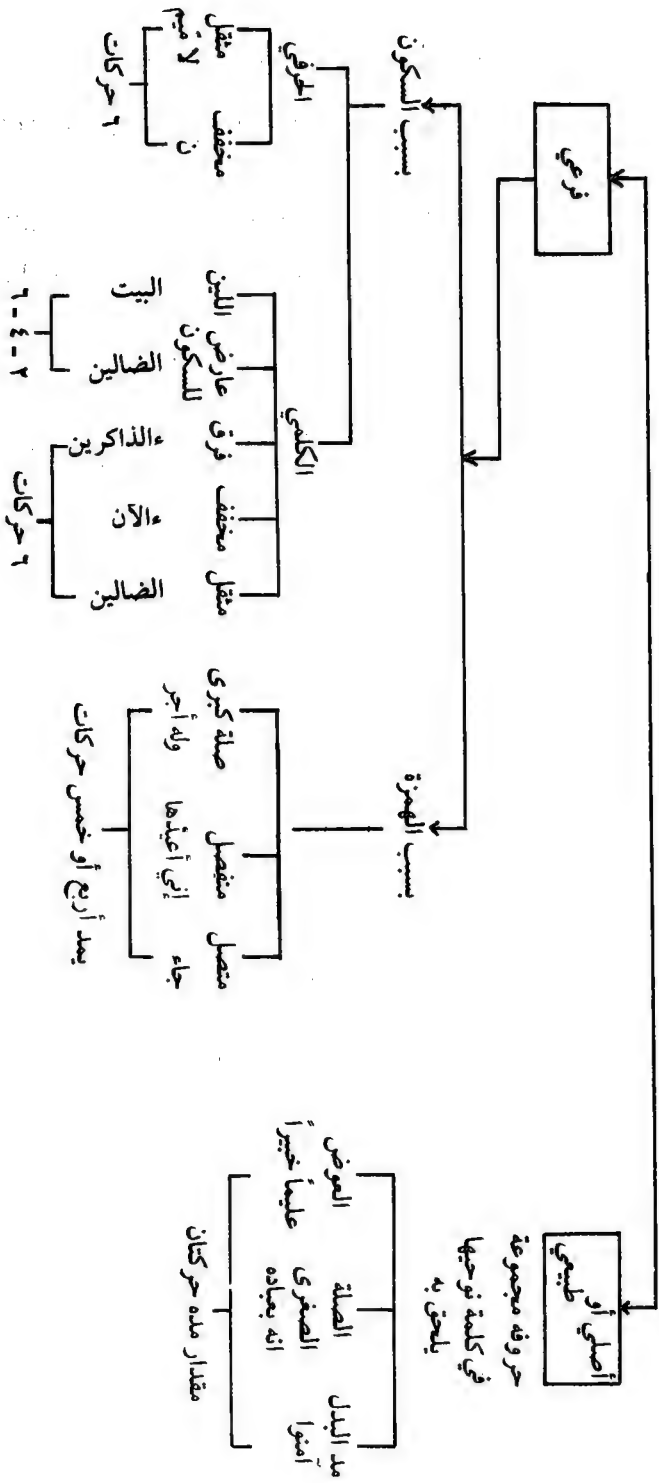 أصلي أو
طبيعي
حروفه مجموعة
في كلمة نوحيها
يلحق به
مد البدل
آمنوا
الصلة
الصغرى
انه بعباده
العوض
عليماً خبيراً
مقدار مده حركتان
فرعي
بسبب الهمزة
متصل
جاء
منفصل
إني أعيذها
صلة كبرى
وله أجر
يمد أربع أو خمس حركات
بسبب السكون
الكلمي
مثقل
الضالين
مخفف
ءالآن
فرق
ءالذاكرين
٦ حركات
عارض
للسكون
الضالين
اللين
البيت
٢ - ٤ - ٦
الحرفي
مخفف
ن
مثقل
لا ميم
٦ حركات